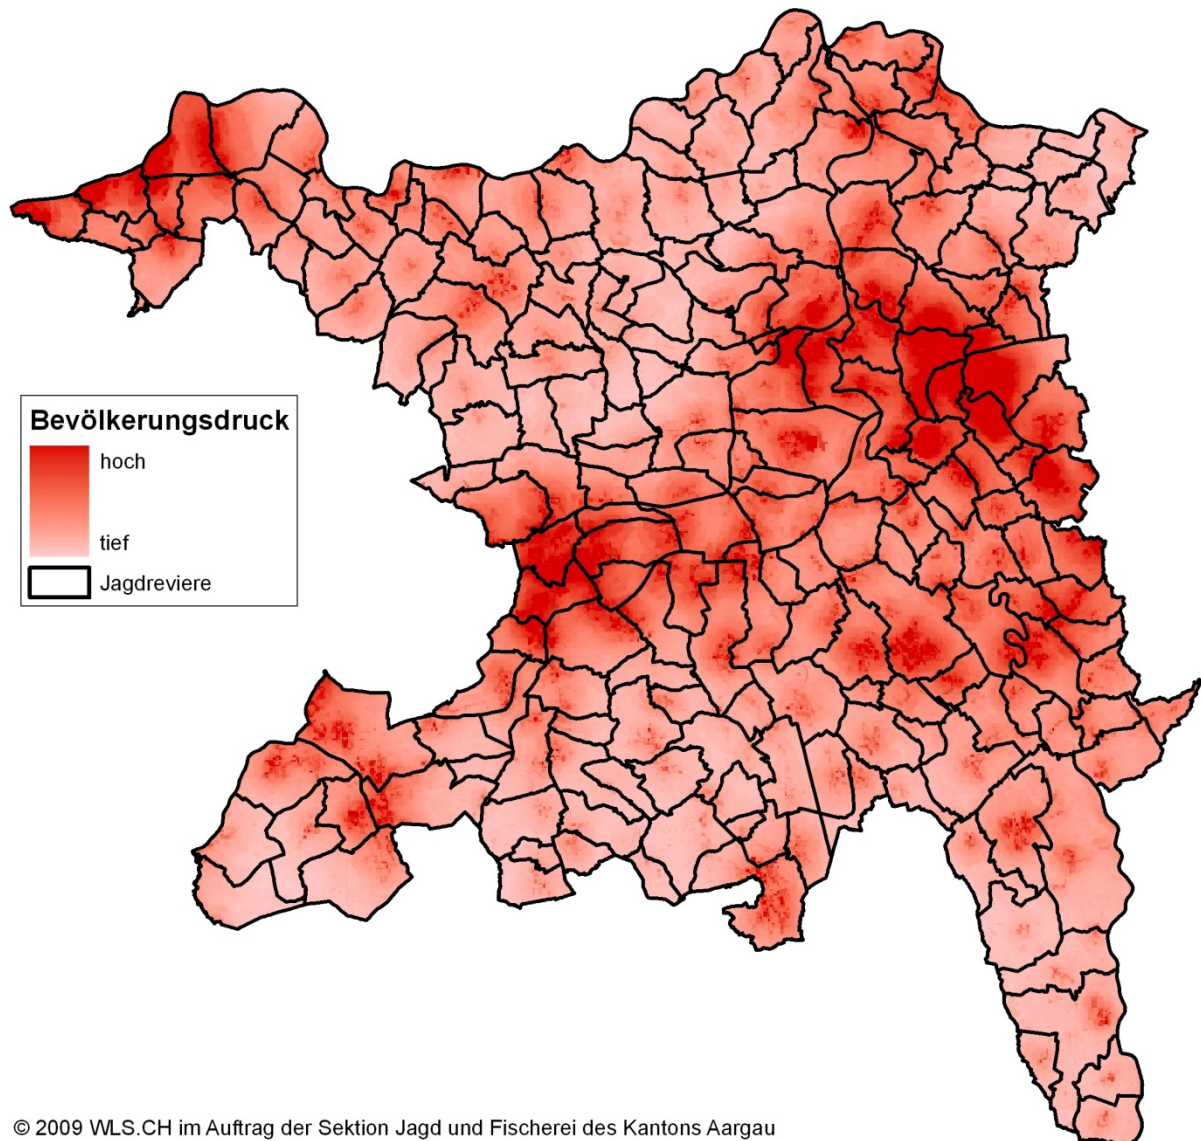 Bevölkerungsdruck
hoch
tief
Jagdreviere
© 2009 WLS.CH im Auftrag der Sektion Jagd und Fischerei des Kantons Aargau